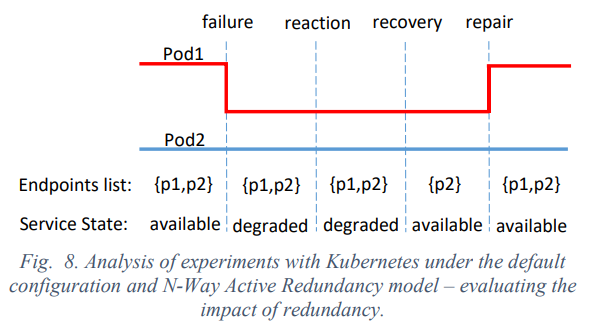 failure reaction recovery repair
Pod1
Pod2
Endpoints list: {p1,p2} {p1,p2} {p1,p2} {p2} {p1,p2}
Service State: available degraded degraded available available
Fig. 8. Analysis of experiments with Kubernetes under the default
configuration and N-Way Active Redundancy model – evaluating the
impact of redundancy.